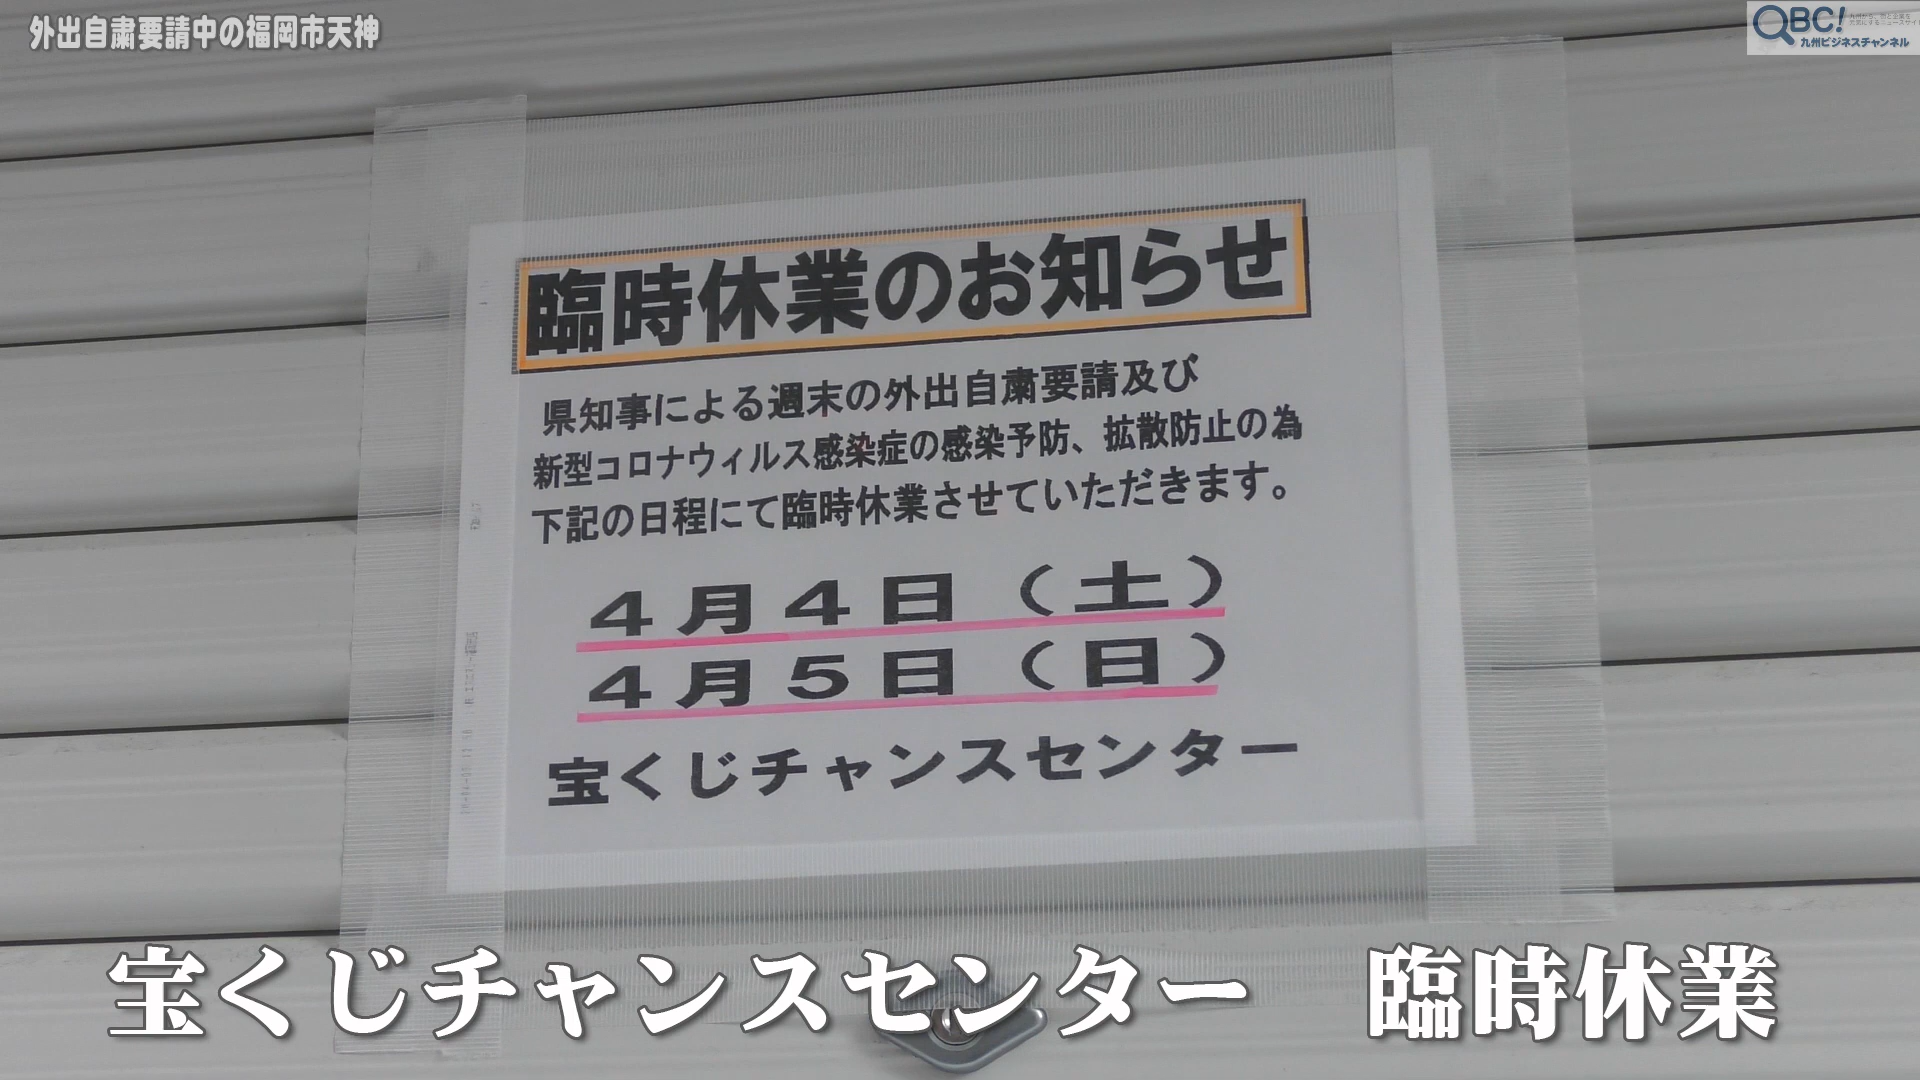 外出自粛要請中の福岡市天神
QBC!
九州ビジネスチャンネル
臨時休業のお知らせ
県知事による週末の外出自粛要請及び
新型コロナウィルス感染症の感染予防、拡散防止の為
下記の日程にて臨時休業させていただきます。
４月４日（土）
４月５日（日）
宝くじチャンスセンター
宝くじチャンスセンター　臨時休業